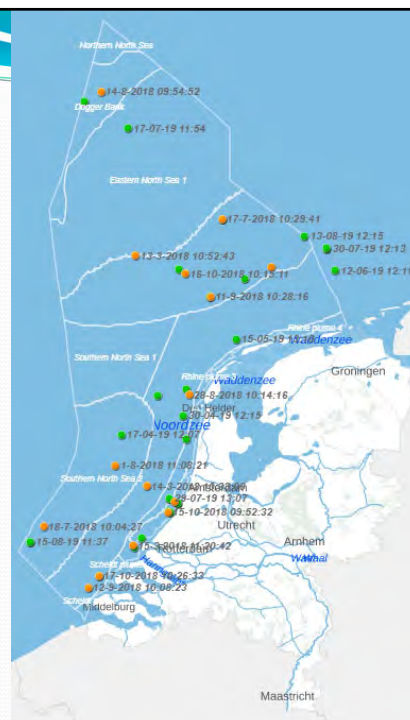 Northern North Sea
14-8-2018 09:54:52
Dogger Bank
17-07-19 11:54
Eastern North Sea 1
17-7-2018 10:29:41
13-08-19 12:15
30-07-19 12:13
13-3-2018 10:52:43
16-10-2018 10:15:11
12-06-19 12:11
11-9-2018 10:28:16
15-05-19
Rhine plume 4
Waddenzee
Southern North Sea 1
Groningen
Rhine plume 3
Waddenzee
28-8-2018 10:14:16
Den Helder
30-04-19 12:15
Noordzee
17-04-19 12:07
1-8-2018 11:08:21
Southern North Sea 2
14-3-2018
Amsterdam
29-07-19 13:07
15-10-2018 09:52:32
18-7-2018 10:04:27
Utrecht
15-08-19 11:37
Arnhem
Rotterdam
Waal
17-10-2018 10:26:33
12-9-2018 10:08:23
Middelburg
Maastricht